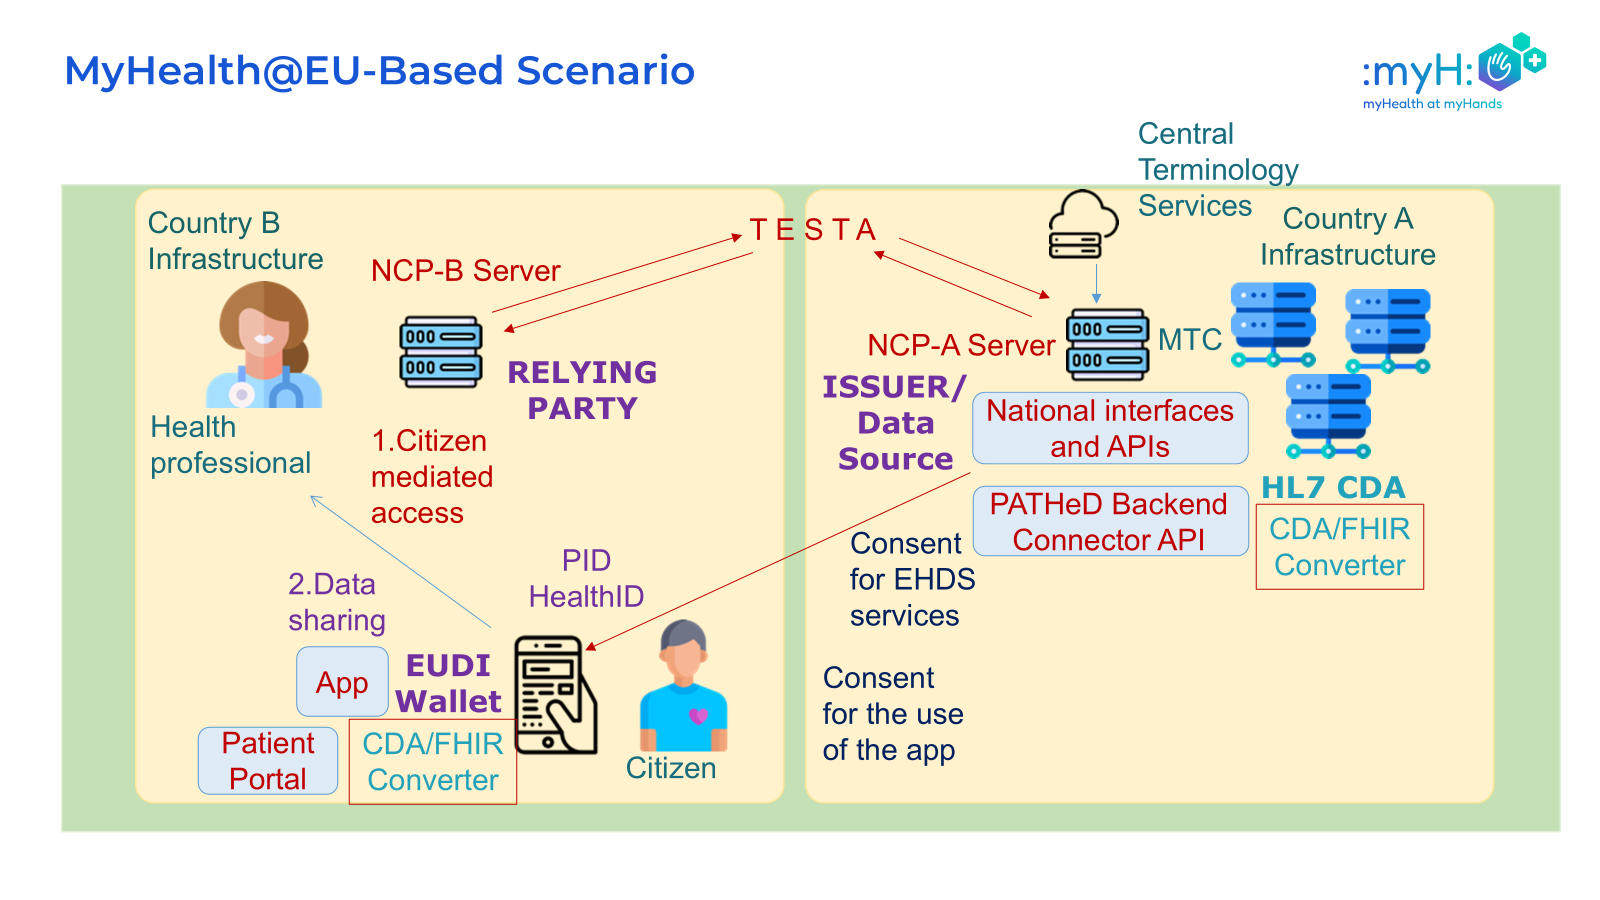 MyHealth@EU-Based Scenario
:myH:
myHealth at myHands
Central
Terminology
Services
Country B
Infrastructure
NCP-B Server
T E S T A
Country A
Infrastructure
NCP-A Server
MTC
RELYING
PARTY
ISSUER/
Data
Source
National interfaces
and APIs
Health
professional
1.Citizen
mediated
access
HL7 CDA
PATHeD Backend
Connector API
CDA/FHIR
Converter
Consent
for EHDS
services
PID
HealthID
2.Data
sharing
App
EUDI
Wallet
Patient
Portal
CDA/FHIR
Converter
Citizen
Consent
for the use
of the app